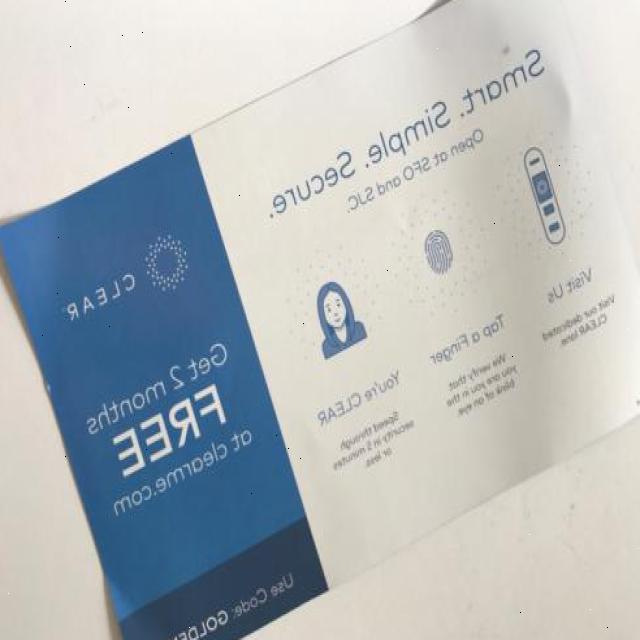 Smart. Simple. Secure.
Open at SFO and SJC.
Visit Us
Visit our dedicated
CLEAR lane.
Tap a Finger
We verify that
you are you in the
blink of an eye.
You're CLEAR
Speed through
security in 5 minutes
or less.
CLEAR
Get 2 months
FREE
at clearme.com
Use Code: